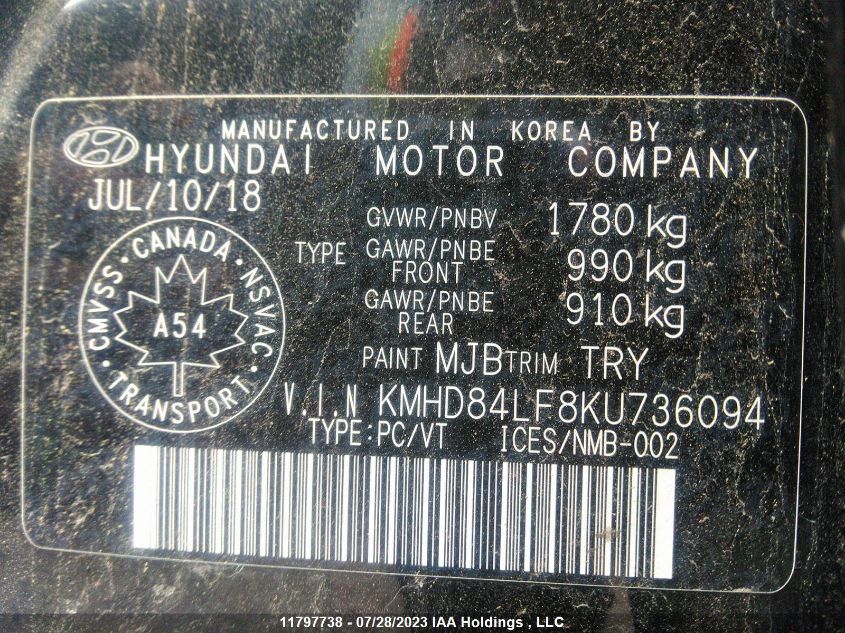 MANUFACTURED IN KOREA BY
HYUNDAI MOTOR COMPANY
JUL/10/18
GVWR/PNBV 1780 kg
TYPE GAWR/PNBE FRONT 990 kg
GAWR/PNBE REAR 910 kg
CANADA · NSVAC · TRANSPORT · CMVSS
A54
PAINT MJB TRIM TRY
V.I.N KMHD84LF8KU736094
TYPE:PC/VT ICES/NMB-002
11797738 - 07/28/2023 IAA Holdings , LLC